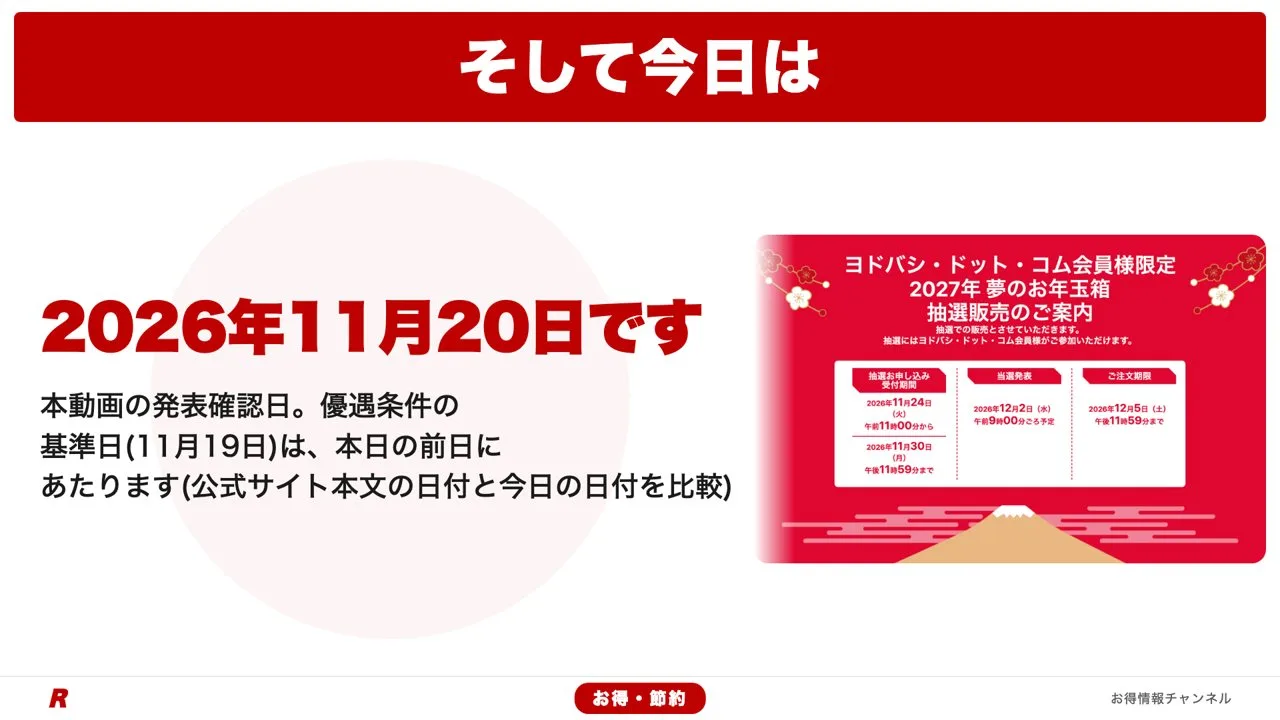 そして今日は
2026年11月20日です
本動画の発表確認日。優遇条件の
基準日(11月19日)は、本日の前日に
あたります(公式サイト本文の日付と今日の日付を比較)
ヨドバシ・ドット・コム会員様限定
2027年 夢のお年玉箱
抽選販売のご案内
抽選での販売とさせていただきます。
抽選にはヨドバシ・ドット・コム会員様がご参加いただけます。
抽選お申し込み
受付期間
2026年11月24日
（火）
午前11時00分から
2026年11月30日
（月）
午後11時59分まで
当選発表
2026年12月2日（水）
午前9時00分ごろ予定
ご注文期限
2026年12月5日（土）
午後11時59分まで
R
お得・節約
お得情報チャンネル